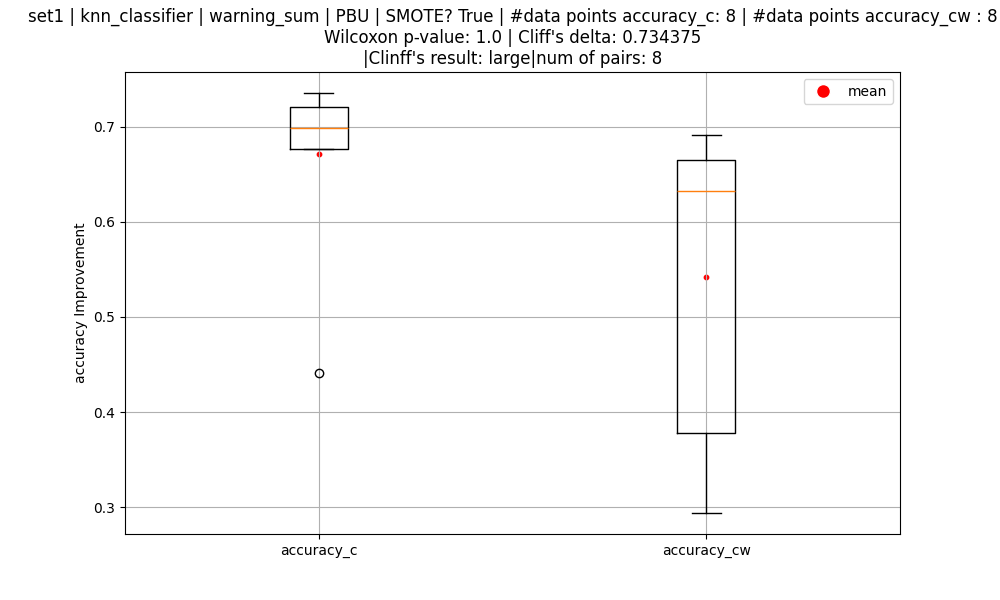 set1 | knn_classifier | warning_sum | PBU | SMOTE? True | #data points accuracy_c: 8 | #data points accuracy_cw : 8
Wilcoxon p-value: 1.0 | Cliff's delta: 0.734375
|Clinff's result: large|num of pairs: 8
mean
0.7
0.6
0.5
0.4
0.3
accuracy Improvement
accuracy_c
accuracy_cw